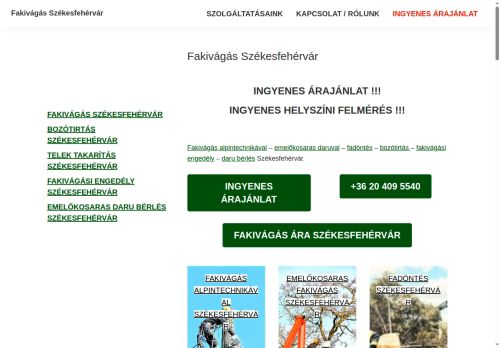 Fakivágás Székesfehérvár
SZOLGÁLTATÁSAINK KAPCSOLAT / RÓLUNK INGYENES ÁRAJÁNLAT
FAKIVÁGÁS SZÉKESFEHÉRVÁR
BOZÓTIRTÁS
SZÉKESFEHÉRVÁR
TELEK TAKARÍTÁS
SZÉKESFEHÉRVÁR
FAKIVÁGÁSI ENGEDÉLY
SZÉKESFEHÉRVÁR
EMELŐKOSARAS DARU BÉRLÉS
SZÉKESFEHÉRVÁR
Fakivágás Székesfehérvár
INGYENES ÁRAJÁNLAT !!!
INGYENES HELYSZÍNI FELMÉRÉS !!!
Fakivágás alpintechnikával – emelőkosaras daruval – fadöntés – bozótirtás – fakivágási
engedély – daru bérlés Székesfehérvár.
INGYENES
ÁRAJÁNLAT
+36 20 409 5540
FAKIVÁGÁS ÁRA SZÉKESFEHÉRVÁR
FAKIVÁGÁS
ALPINTECHNIKÁV
AL
SZÉKESFEHÉRVÁ
R
EMELŐKOSARAS
FAKIVÁGÁS
SZÉKESFEHÉRVÁ
R
FADÖNTÉS
SZÉKESFEHÉRVÁ
R